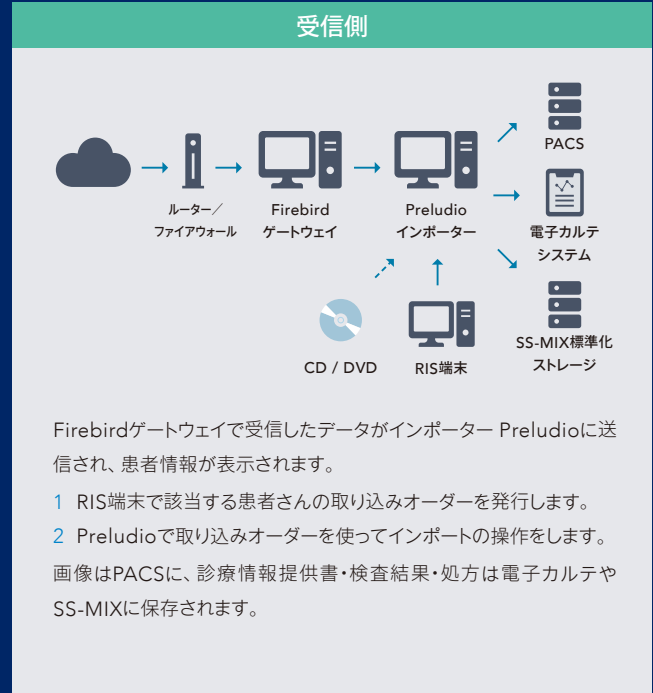 受信側
PACS
ルーター／
ファイアウォール
Firebird
ゲートウェイ
Preludio
インポーター
電子カルテ
システム
CD / DVD
RIS端末
SS-MIX標準化
ストレージ
Firebirdゲートウェイで受信したデータがインポーター Preludioに送
信され、患者情報が表示されます。
1 RIS端末で該当する患者さんの取り込みオーダーを発行します。
2 Preludioで取り込みオーダーを使ってインポートの操作をします。
画像はPACSに、診療情報提供書・検査結果・処方は電子カルテや
SS-MIXに保存されます。